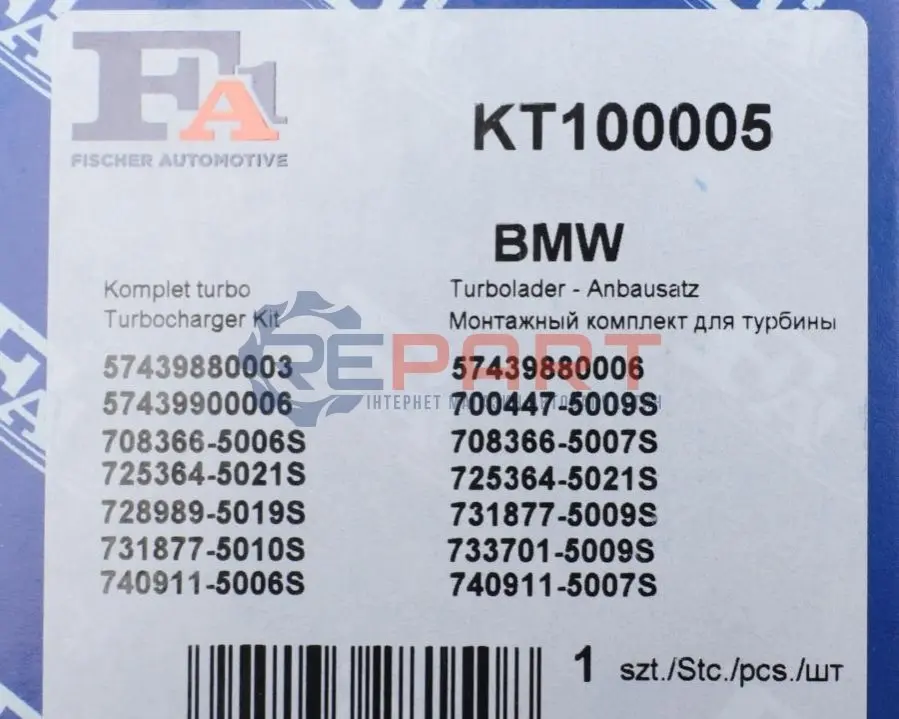 FA1
FISCHER AUTOMOTIVE
KT100005
BMW
Komplet turbo
Turbocharger Kit
Turbolader - Anbausatz
Монтажный комплект для турбины
57439880003 57439880006
57439900006 700447-5009S
708366-5006S 708366-5007S
725364-5021S 725364-5021S
728989-5019S 731877-5009S
731877-5010S 733701-5009S
740911-5006S 740911-5007S
REPART
ІНТЕРНЕТ
1 szt./Stc./pcs./шт